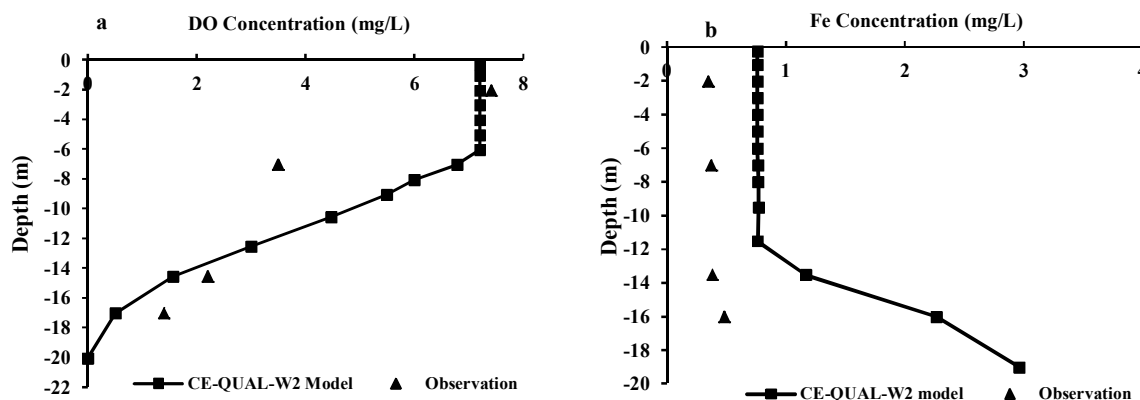 a
DO Concentration (mg/L)
0 2 4 6 8
0
-2
-4
-6
-8
-10
-12
-14
-16
-18
-20
-22
Depth (m)
CE-QUAL-W2 Model Observation
b
Fe Concentration (mg/L)
0 1 2 3 4
0
-2
-4
-6
-8
-10
-12
-14
-16
-18
-20
Depth (m)
CE-QUAL-W2 model Observation